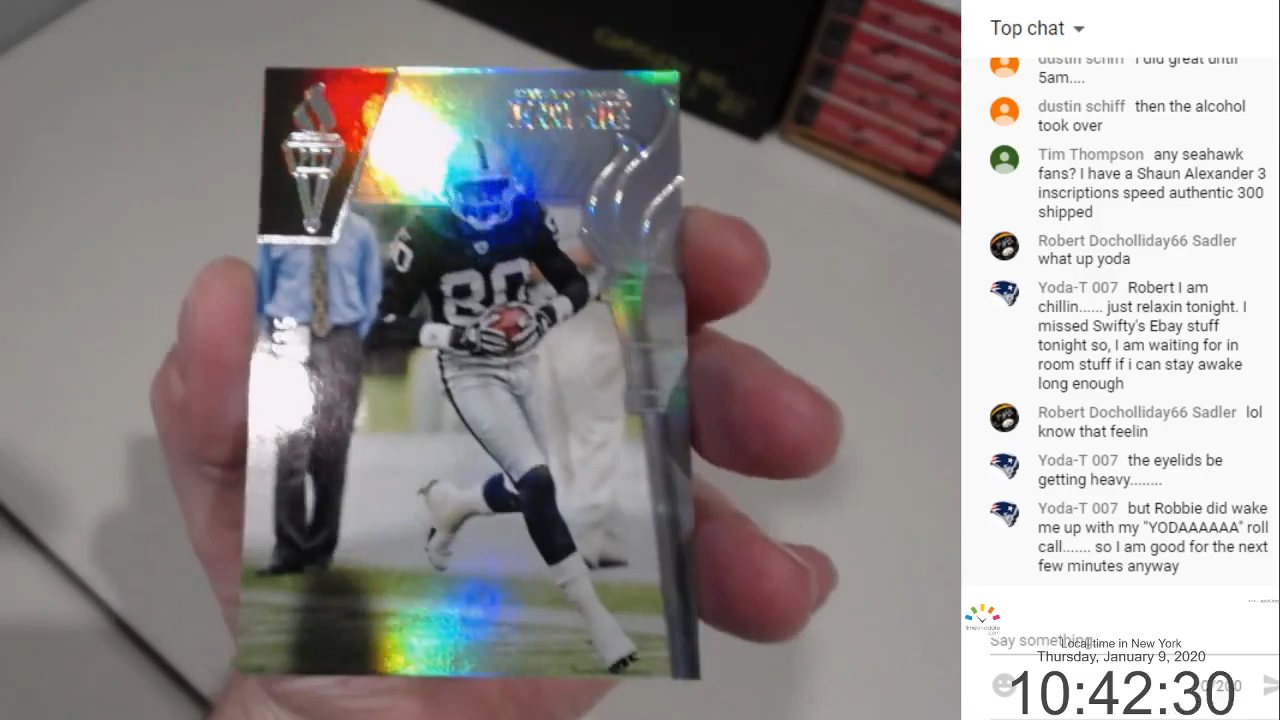 80
80
Top chat
dustin schiff I did great until
5am....
dustin schiff then the alcohol
took over
Tim Thompson any seahawk
fans? I have a Shaun Alexander 3
inscriptions speed authentic 300
shipped
Robert Docholliday66 Sadler
what up yoda
Yoda-T 007 Robert I am
chillin...... just relaxin tonight. I
missed Swifty's Ebay stuff
tonight so, I am waiting for in
room stuff if i can stay awake
long enough
Robert Docholliday66 Sadler lol
know that feelin
Yoda-T 007 the eyelids be
getting heavy........
Yoda-T 007 but Robbie did wake
me up with my "YODAAAAAA" roll
call....... so I am good for the next
few minutes anyway
Say something...
Local time in New York
Thursday, January 9, 2020
10:42:30
0/200